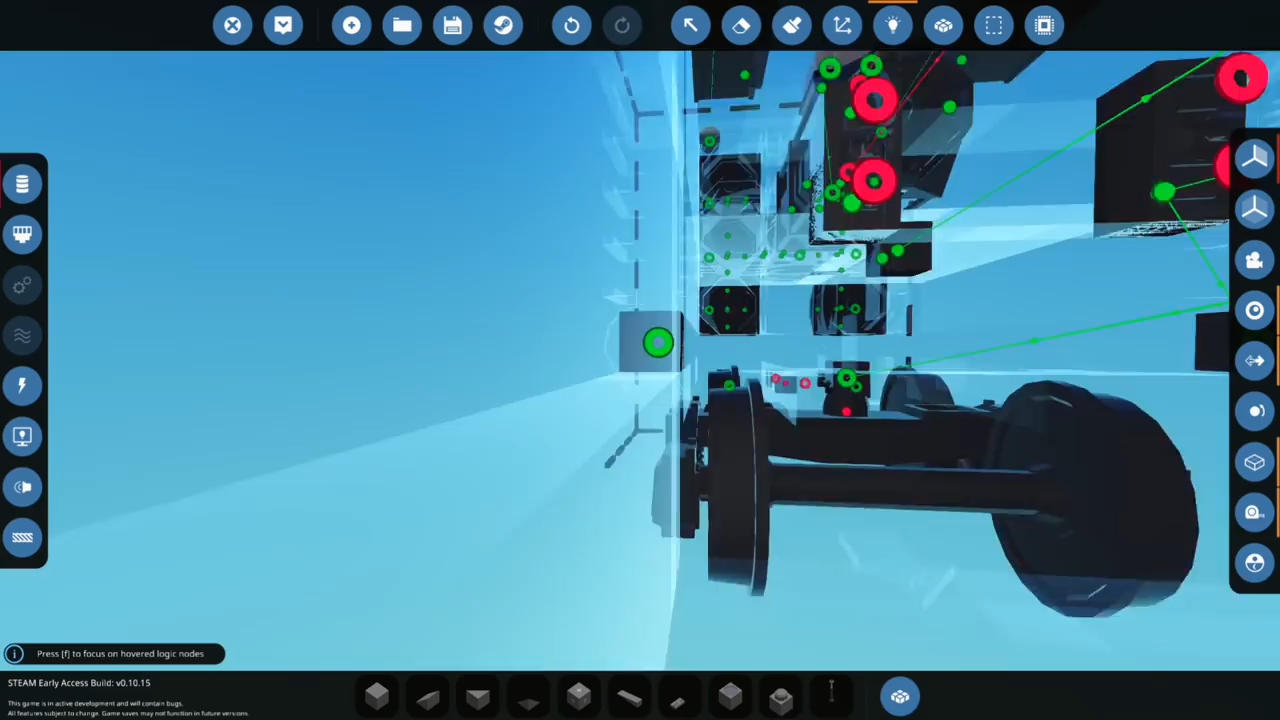 Press [f] to focus on hovered logic nodes
STEAM Early Access Build: v0.10.15
This game is in active development and will contain bugs.
All features subject to change. Game saves may not function in future versions.